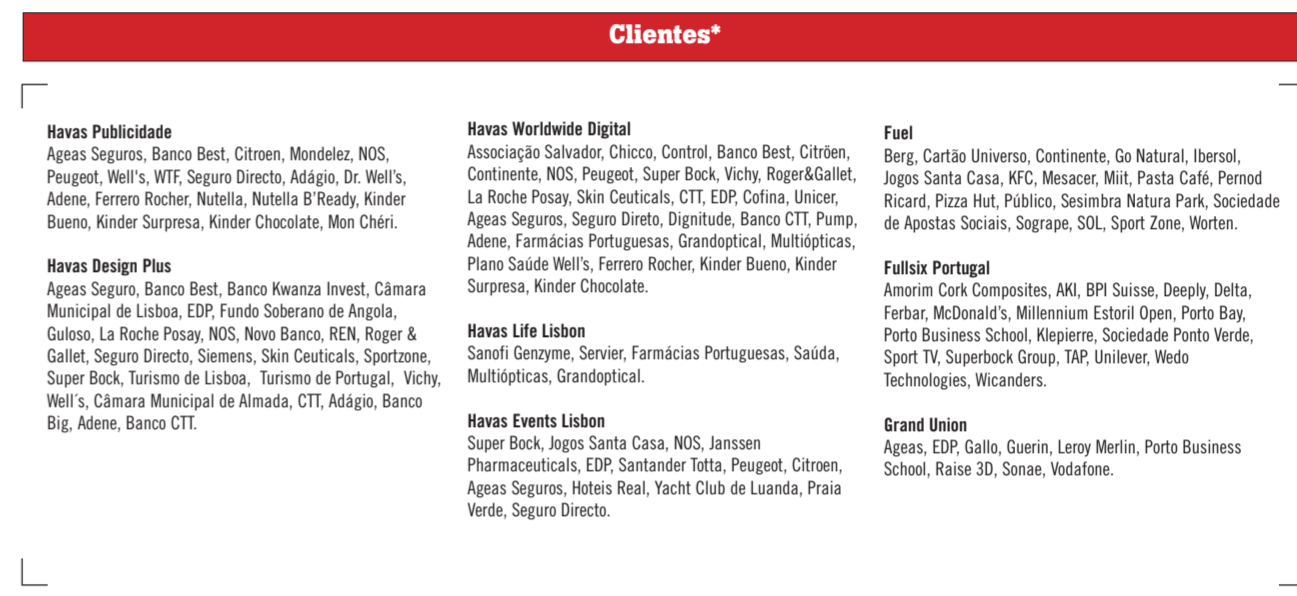 Clientes*
Havas Publicidade
Ageas Seguros, Banco Best, Citroen, Mondelez, NOS,
Peugeot, Well's, WTF, Seguro Directo, Adágio, Dr. Well’s,
Adene, Ferrero Rocher, Nutella, Nutella B’Ready, Kinder
Bueno, Kinder Surpresa, Kinder Chocolate, Mon Chéri.
Havas Design Plus
Ageas Seguro, Banco Best, Banco Kwanza Invest, Câmara
Municipal de Lisboa, EDP, Fundo Soberano de Angola,
Guloso, La Roche Posay, NOS, Novo Banco, REN, Roger &
Gallet, Seguro Directo, Siemens, Skin Ceuticals, Sportzone,
Super Bock, Turismo de Lisboa,  Turismo de Portugal,  Vichy,
Well´s, Câmara Municipal de Almada, CTT, Adágio, Banco
Big, Adene, Banco CTT.
Havas Worldwide Digital
Associação Salvador, Chicco, Control, Banco Best, Citröen,
Continente, NOS, Peugeot, Super Bock, Vichy, Roger&Gallet,
La Roche Posay, Skin Ceuticals, CTT, EDP, Cofina, Unicer,
Ageas Seguros, Seguro Direto, Dignitude, Banco CTT, Pump,
Adene, Farmácias Portuguesas, Grandoptical, Multiópticas,
Plano Saúde Well’s, Ferrero Rocher, Kinder Bueno, Kinder
Surpresa, Kinder Chocolate.
Havas Life Lisbon
Sanofi Genzyme, Servier, Farmácias Portuguesas, Saúda,
Multiópticas, Grandoptical.
Havas Events Lisbon
Super Bock, Jogos Santa Casa, NOS, Janssen
Pharmaceuticals, EDP, Santander Totta, Peugeot, Citroen,
Ageas Seguros, Hoteis Real, Yacht Club de Luanda, Praia
Verde, Seguro Directo.
Fuel
Berg, Cartão Universo, Continente, Go Natural, Ibersol,
Jogos Santa Casa, KFC, Mesacer, Miit, Pasta Café, Pernod
Ricard, Pizza Hut, Público, Sesimbra Natura Park, Sociedade
de Apostas Sociais, Sogrape, SOL, Sport Zone, Worten.
Fullsix Portugal
Amorim Cork Composites, AKI, BPI Suisse, Deeply, Delta,
Ferbar, McDonald’s, Millennium Estoril Open, Porto Bay,
Porto Business School, Klepierre, Sociedade Ponto Verde,
Sport TV, Superbock Group, TAP, Unilever, Wedo
Technologies, Wicanders.
Grand Union
Ageas, EDP, Gallo, Guerin, Leroy Merlin, Porto Business
School, Raise 3D, Sonae, Vodafone.